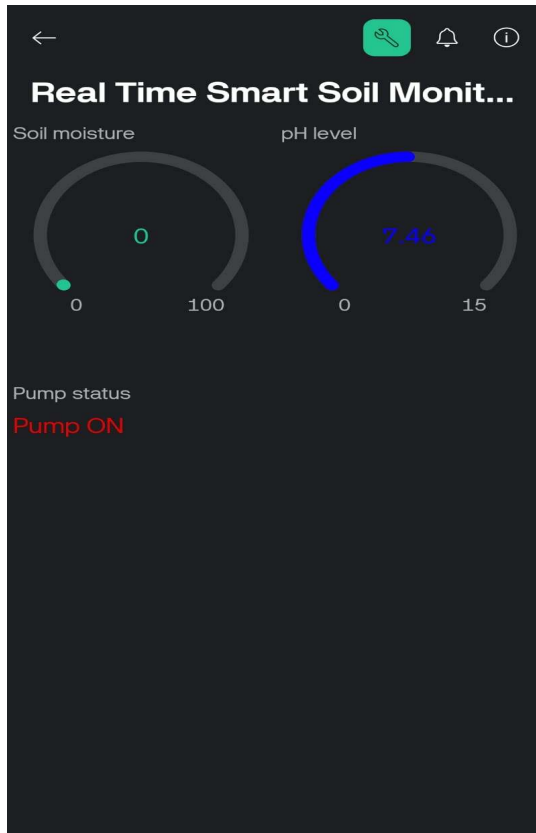 Real Time Smart Soil Monit...
Soil moisture
pH level
0
7.46
0
100
0
15
Pump status
Pump ON